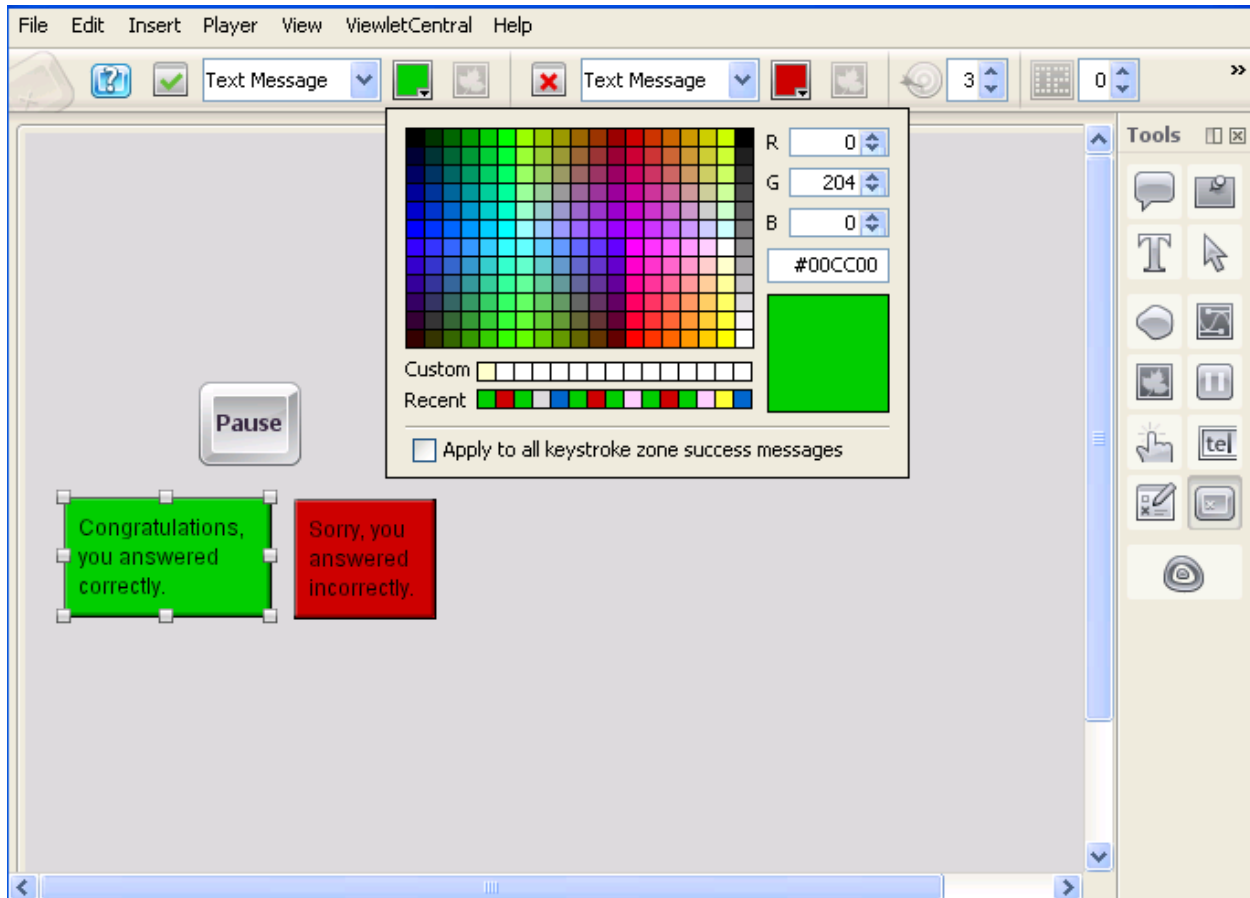 File Edit Insert Player View ViewletCentral Help
Text Message Text Message 3 0 »
Tools
R 0
G 204
B 0
#00CC00
T
Custom
Recent
Apply to all keystroke zone success messages
Pause
tel
Congratulations,
you answered
correctly.
Sorry, you
answered
incorrectly.